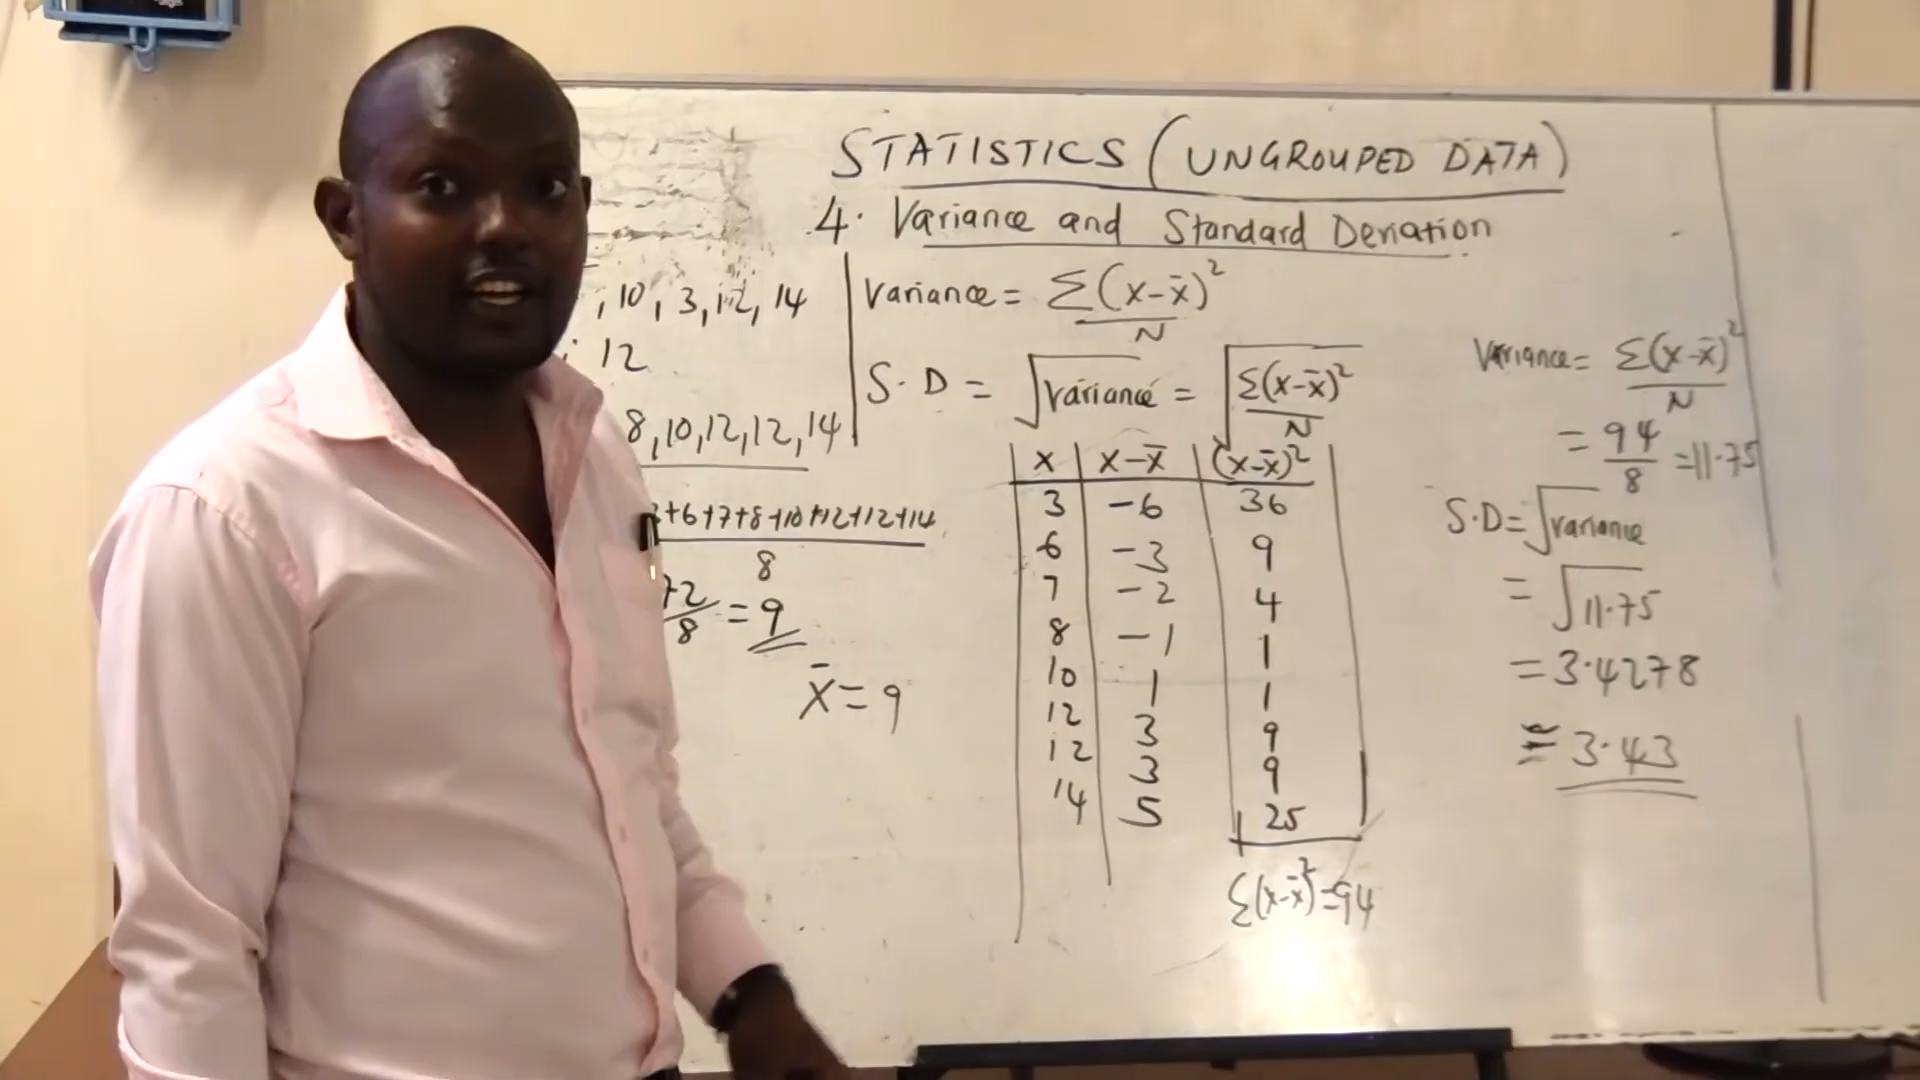 STATISTICS (UNGROUPED DATA)
4. Variance and Standard Deviation
, 10, 3, 12, 14
12
8, 10, 12, 12, 14
+6+7+8+10+12+12+14
8
72/8 = 9
x̄ = 9
Variance = Σ(x-x̄)²/N
S.D = √variance = √Σ(x-x̄)²/N
x | x-x̄ | (x-x̄)²
3 -6 36
6 -3 9
7 -2 4
8 -1 1
10 1 1
12 3 9
12 3 9
14 5 25
Σ(x-x̄)²=94
Variance = Σ(x-x̄)²/N
= 94/8 = 11.75
S.D = √variance
= √11.75
= 3.4278
≈ 3.43